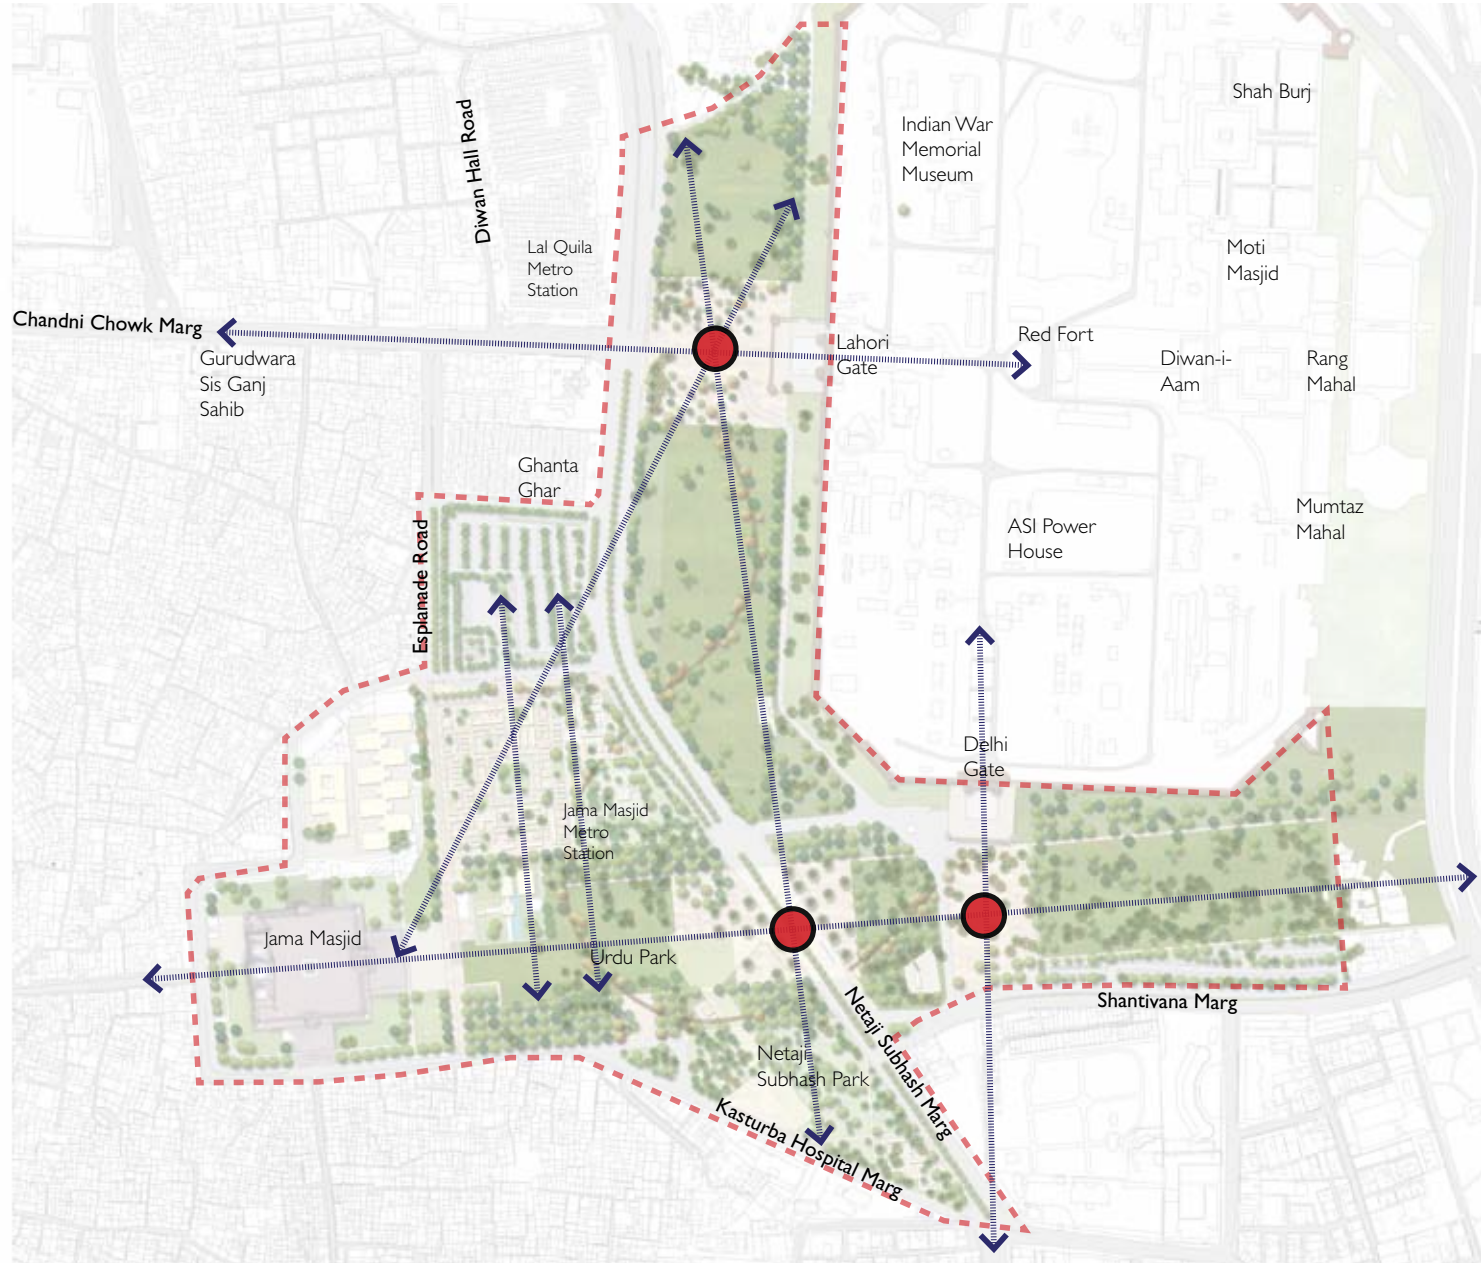 Shah Burj
Diwan Hall Road
Indian War
Memorial
Museum
Lal Quila
Metro
Station
Moti
Masjid
Chandni Chowk Marg
Gurudwara
Sis Ganj
Sahib
Lahori
Gate
Red Fort
Diwan-i-
Aam
Rang
Mahal
Ghanta
Ghar
Esplanade Road
ASI Power
House
Mumtaz
Mahal
Delhi
Gate
Jama Masjid
Metro
Station
Jama Masjid
Urdu Park
Netaji Subhash Marg
Shantivana Marg
Netaji
Subhash Park
Kasturba Hospital Marg